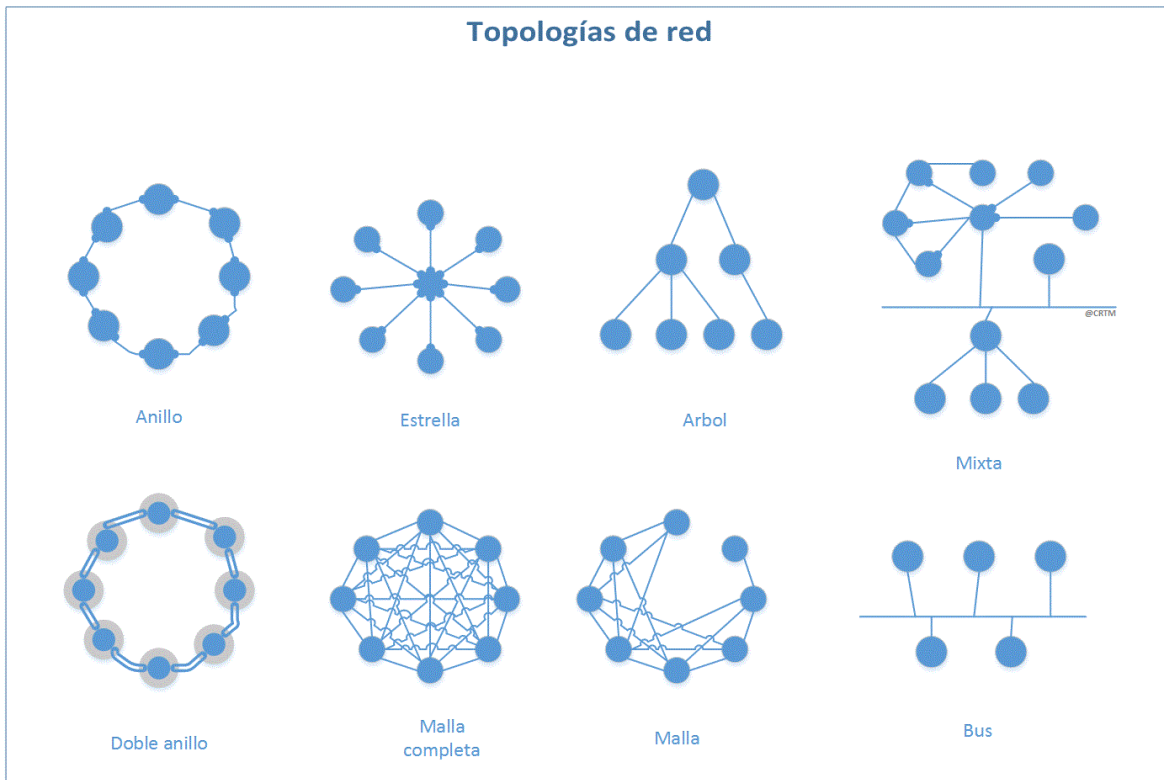 Topologías de red
@CRTM
Anillo
Estrella
Arbol
Mixta
Doble anillo
Malla
completa
Malla
Bus